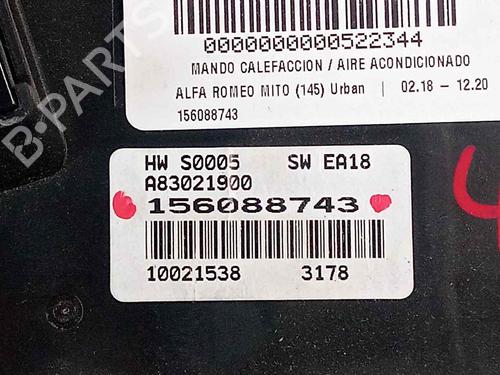 0000000000522344
MANDO CALEFACCION / AIRE ACONDICIONADO
ALFA ROMEO MITO (145) Urban | 02.18 – 12.20
156088743
HW S0005 SW EA18
A83021900
156088743
10021538 3178
B-PARTS